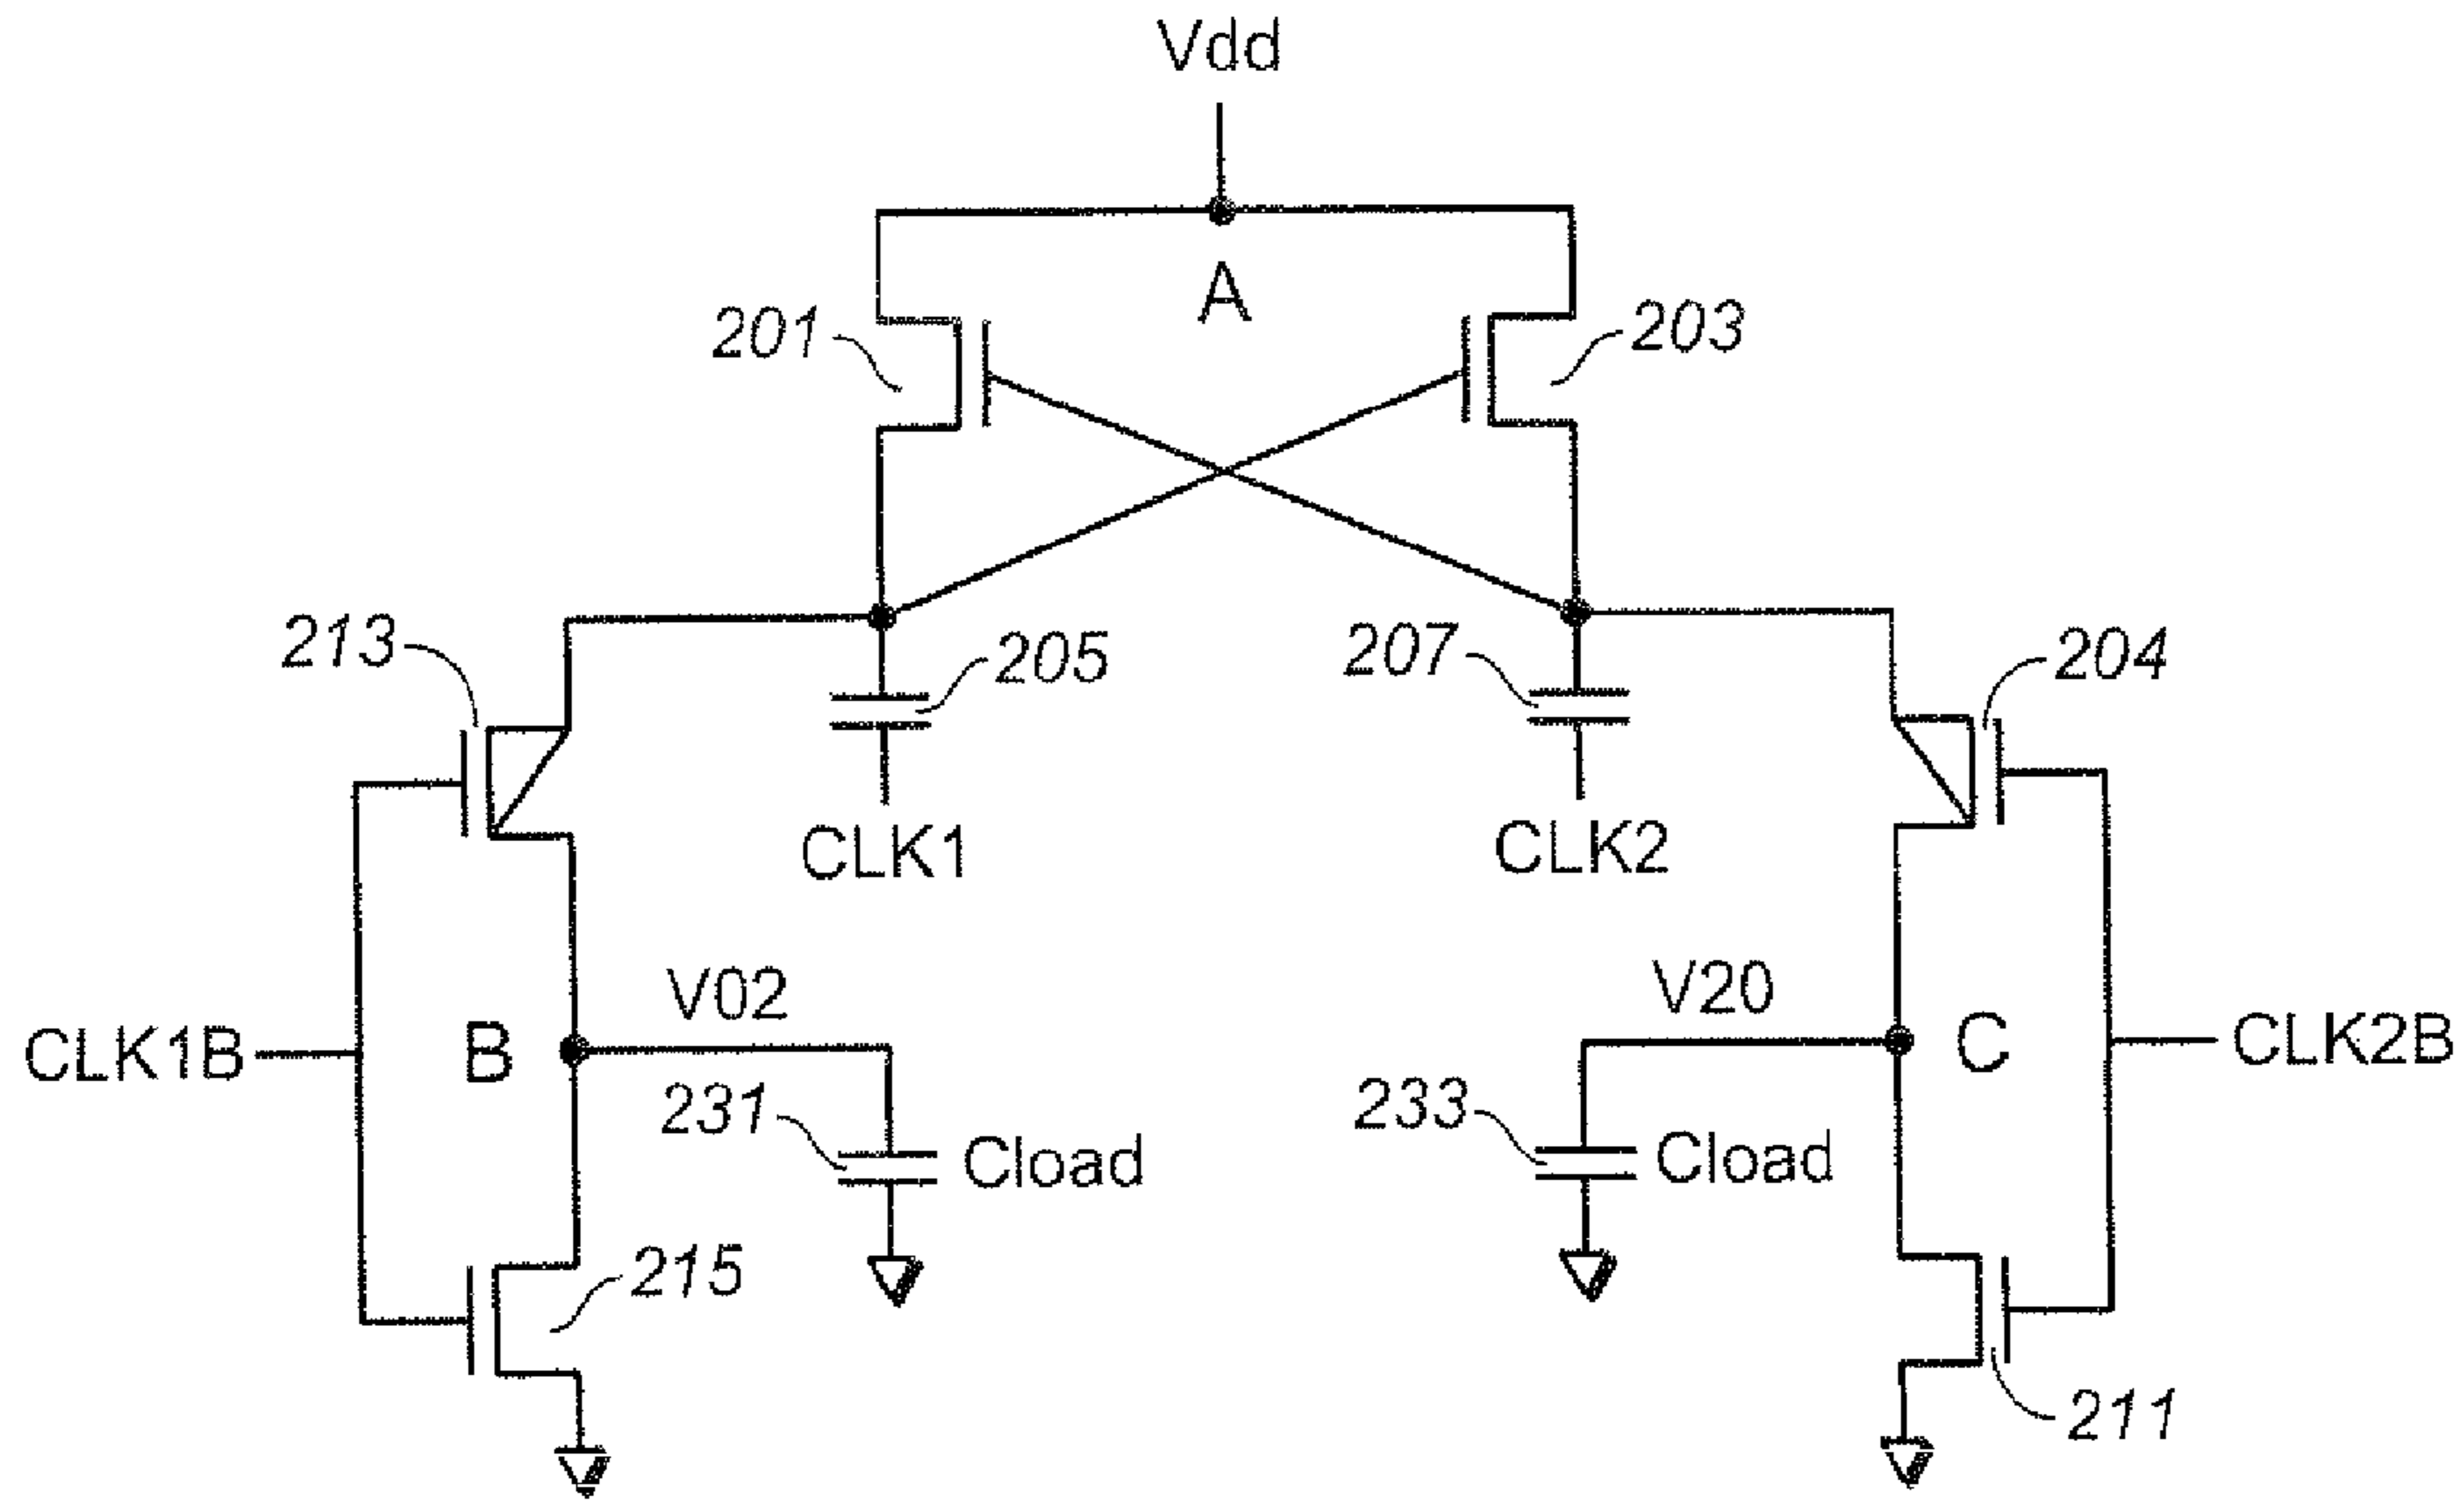 Vdd
A
201
203
213
205
207
204
CLK1
CLK2
V02
V20
CLK1B
B
C
CLK2B
231
Cload
233
Cload
215
211